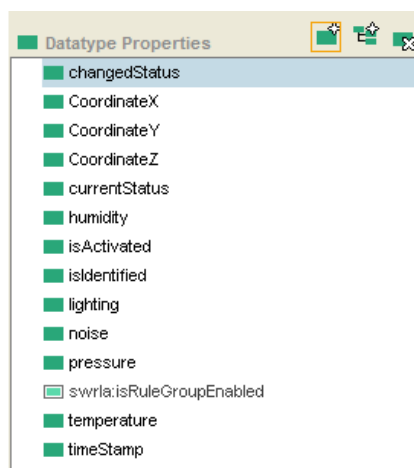 Datatype Properties
changedStatus
CoordinateX
CoordinateY
CoordinateZ
currentStatus
humidity
isActivated
isIdentified
lighting
noise
pressure
swrla:isRuleGroupEnabled
temperature
timeStamp